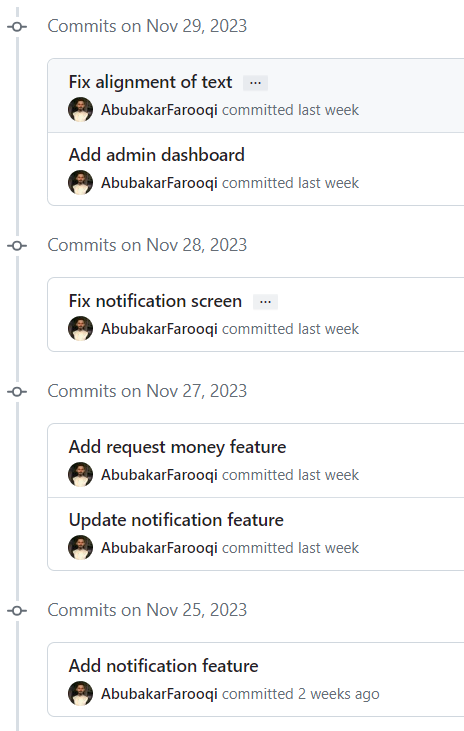 Commits on Nov 29, 2023
Fix alignment of text ...
AbubakarFarooqi committed last week
Add admin dashboard
AbubakarFarooqi committed last week
Commits on Nov 28, 2023
Fix notification screen ...
AbubakarFarooqi committed last week
Commits on Nov 27, 2023
Add request money feature
AbubakarFarooqi committed last week
Update notification feature
AbubakarFarooqi committed last week
Commits on Nov 25, 2023
Add notification feature
AbubakarFarooqi committed 2 weeks ago